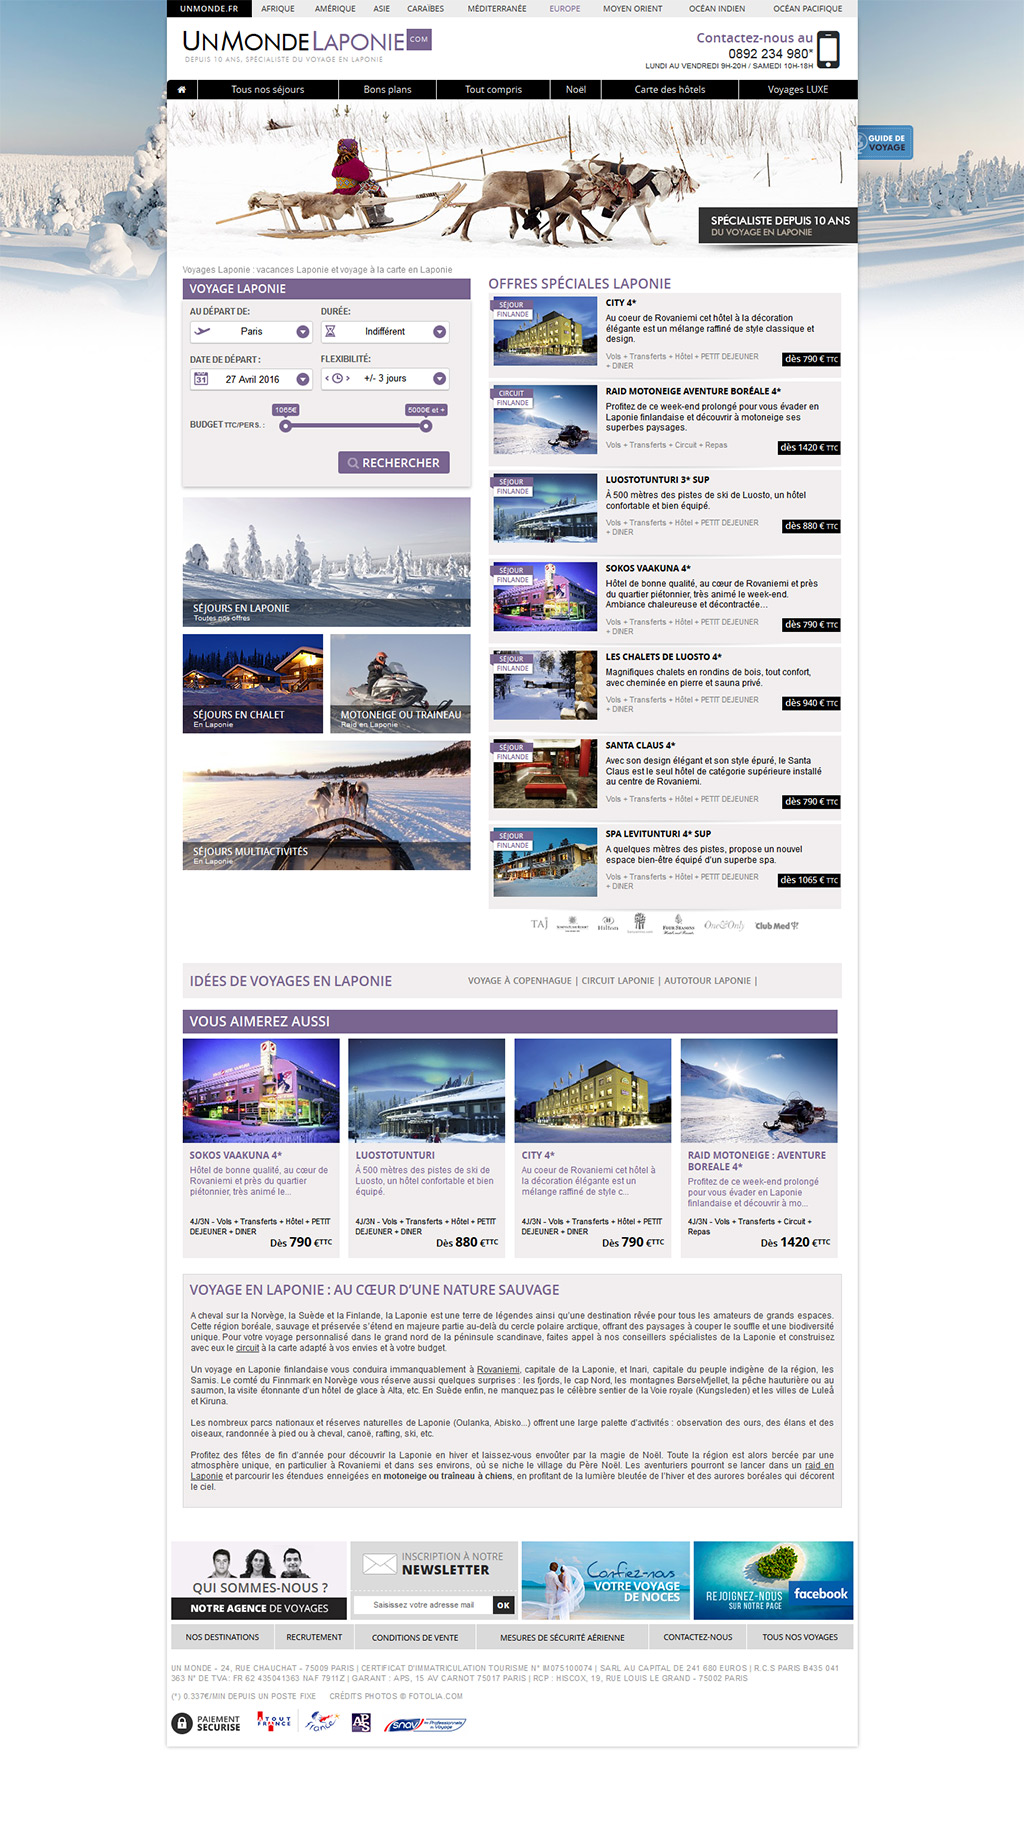 UNMONDE.FR AFRIQUE AMÉRIQUE ASIE CARAÏBES MÉDITERRANÉE EUROPE MOYEN ORIENT OCÉAN INDIEN OCÉAN PACIFIQUE
UNMONDELAPONIE.COM
DEPUIS 10 ANS, SPÉCIALISTE DU VOYAGE EN LAPONIE
Contactez-nous au
0892 234 980*
LUNDI AU VENDREDI 9H-20H / SAMEDI 10H-18H
Tous nos séjours Bons plans Tout compris Noël Carte des hôtels Voyages LUXE
GUIDE DE
VOYAGE
SPÉCIALISTE DEPUIS 10 ANS
DU VOYAGE EN LAPONIE
Voyages Laponie : vacances Laponie et voyage à la carte en Laponie
VOYAGE LAPONIE
AU DÉPART DE: DURÉE:
Paris Indifférent
DATE DE DÉPART : FLEXIBILITÉ:
31 27 Avril 2016 +/- 3 jours
1065€ 5000€ et +
BUDGET TTC/PERS. :
RECHERCHER
SÉJOURS EN LAPONIE
Toutes nos offres
SÉJOURS EN CHALET
En Laponie
MOTONEIGE OU TRAINEAU
Raid en Laponie
SÉJOURS MULTIACTIVITÉS
En Laponie
OFFRES SPÉCIALES LAPONIE
SÉJOUR
FINLANDE
CITY 4*
Au coeur de Rovaniemi cet hôtel à la décoration
élégante est un mélange raffiné de style classique et
design.
Vols + Transferts + Hôtel + PETIT DEJEUNER
+ DINER
dès 790 € TTC
CIRCUIT
FINLANDE
RAID MOTONEIGE AVENTURE BORÉALE 4*
Profitez de ce week-end prolongé pour vous évader en
Laponie finlandaise et découvrir à motoneige ses
superbes paysages.
Vols + Transferts + Circuit + Repas
dès 1420 € TTC
SÉJOUR
FINLANDE
LUOSTOTUNTURI 3* SUP
À 500 mètres des pistes de ski de Luosto, un hôtel
confortable et bien équipé.
Vols + Transferts + Hôtel + PETIT DEJEUNER
+ DINER
dès 880 € TTC
SÉJOUR
FINLANDE
SOKOS VAAKUNA 4*
Hôtel de bonne qualité, au cœur de Rovaniemi et près
du quartier piétonnier, très animé le week-end.
Ambiance chaleureuse et décontractée...
Vols + Transferts + Hôtel + PETIT DEJEUNER
+ DINER
dès 790 € TTC
SÉJOUR
FINLANDE
LES CHALETS DE LUOSTO 4*
Magnifiques chalets en rondins de bois, tout confort,
avec cheminée en pierre et sauna privé.
Vols + Transferts + Hôtel + PETIT DEJEUNER
+ DINER
dès 940 € TTC
SÉJOUR
FINLANDE
SANTA CLAUS 4*
Avec son design élégant et son style épuré, le Santa
Claus est le seul hôtel de catégorie supérieure installé
au centre de Rovaniemi.
Vols + Transferts + Hôtel + PETIT DEJEUNER
dès 790 € TTC
SÉJOUR
FINLANDE
SPA LEVITUNTURI 4* SUP
A quelques mètres des pistes, propose un nouvel
espace bien-être équipé d'un superbe spa.
Vols + Transferts + Hôtel + PETIT DEJEUNER
+ DINER
dès 1065 € TTC
TAJ Hilton FOUR SEASONS One&Only Club Med
IDÉES DE VOYAGES EN LAPONIE
VOYAGE À COPENHAGUE | CIRCUIT LAPONIE | AUTOTOUR LAPONIE |
VOUS AIMEREZ AUSSI
SOKOS VAAKUNA 4*
Hôtel de bonne qualité, au cœur de
Rovaniemi et près du quartier
piétonnier, très animé le...
4J/3N - Vols + Transferts + Hôtel + PETIT
DEJEUNER + DINER
Dès 790 €TTC
LUOSTOTUNTURI
À 500 mètres des pistes de ski de
Luosto, un hôtel confortable et bien
équipé.
4J/3N - Vols + Transferts + Hôtel + PETIT
DEJEUNER + DINER
Dès 880 €TTC
CITY 4*
Au coeur de Rovaniemi cet hôtel à
la décoration élégante est un
mélange raffiné de style c...
4J/3N - Vols + Transferts + Hôtel + PETIT
DEJEUNER + DINER
Dès 790 €TTC
RAID MOTONEIGE : AVENTURE
BOREALE 4*
Profitez de ce week-end prolongé
pour vous évader en Laponie
finlandaise et découvrir à mo...
4J/3N - Vols + Transferts + Circuit +
Repas
Dès 1420 €TTC
VOYAGE EN LAPONIE : AU CŒUR D'UNE NATURE SAUVAGE
A cheval sur la Norvège, la Suède et la Finlande, la Laponie est une terre de légendes ainsi qu'une destination rêvée pour tous les amateurs de grands espaces.
Cette région boréale, sauvage et préservée s'étend en majeure partie au-delà du cercle polaire arctique, offrant des paysages à couper le souffle et une biodiversité
unique. Pour votre voyage personnalisé dans le grand nord de la péninsule scandinave, faites appel à nos conseillers spécialistes de la Laponie et construisez
avec eux le circuit à la carte adapté à vos envies et à votre budget.
Un voyage en Laponie finlandaise vous conduira immanquablement à Rovaniemi, capitale de la Laponie, et Inari, capitale du peuple indigène de la région, les
Samis. Le comté du Finnmark en Norvège vous réserve aussi quelques surprises : les fjords, le cap Nord, les montagnes Børselvfjellet, la pêche hauturière ou au
saumon, la visite étonnante d'un hôtel de glace à Alta, etc. En Suède enfin, ne manquez pas le célèbre sentier de la Voie royale (Kungsleden) et les villes de Luleå
et Kiruna.
Les nombreux parcs nationaux et réserves naturelles de Laponie (Oulanka, Abisko...) offrent une large palette d'activités : observation des ours, des élans et des
oiseaux, randonnée à pied ou à cheval, canoë, rafting, ski, etc.
Profitez des fêtes de fin d'année pour découvrir la Laponie en hiver et laissez-vous envoûter par la magie de Noël. Toute la région est alors bercée par une
atmosphère unique, en particulier à Rovaniemi et dans ses environs, où se niche le village du Père Noël. Les aventuriers pourront se lancer dans un raid en
Laponie et parcourir les étendues enneigées en motoneige ou traîneau à chiens, en profitant de la lumière bleutée de l'hiver et des aurores boréales qui décorent
le ciel.
QUI SOMMES-NOUS ?
NOTRE AGENCE DE VOYAGES
INSCRIPTION À NOTRE
NEWSLETTER
Saisissez votre adresse mail OK
Confiez-nous
VOTRE VOYAGE
DE NOCES
REJOIGNEZ-NOUS
SUR NOTRE PAGE
facebook
NOS DESTINATIONS RECRUTEMENT CONDITIONS DE VENTE MESURES DE SÉCURITÉ AÉRIENNE CONTACTEZ-NOUS TOUS NOS VOYAGES
UN MONDE - 24, RUE CHAUCHAT - 75009 PARIS | CERTIFICAT D'IMMATRICULATION TOURISME N° IM075100074 | SARL AU CAPITAL DE 241 680 EUROS | R.C.S PARIS B435 041
363 N° DE TVA: FR 62 435041363 NAF 7911Z | GARANT : APS, 15 AV CARNOT 75017 PARIS | RCP : HISCOX, 19, RUE LOUIS LE GRAND - 75002 PARIS
(*) 0.337€/MIN DEPUIS UN POSTE FIXE CRÉDITS PHOTOS © FOTOLIA.COM
PAIEMENT
SECURISE
ATOUT
FRANCE
France
APS
snav les Professionnels du Voyage